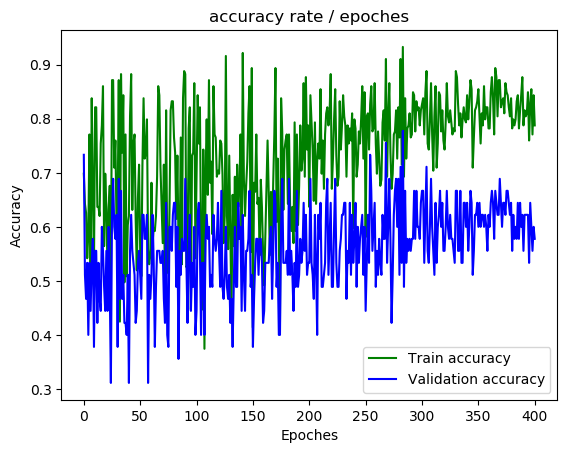 accuracy rate / epoches
0.9
0.8
0.7
0.6
0.5
0.4
0.3
Accuracy
Train accuracy
Validation accuracy
0 50 100 150 200 250 300 350 400
Epoches